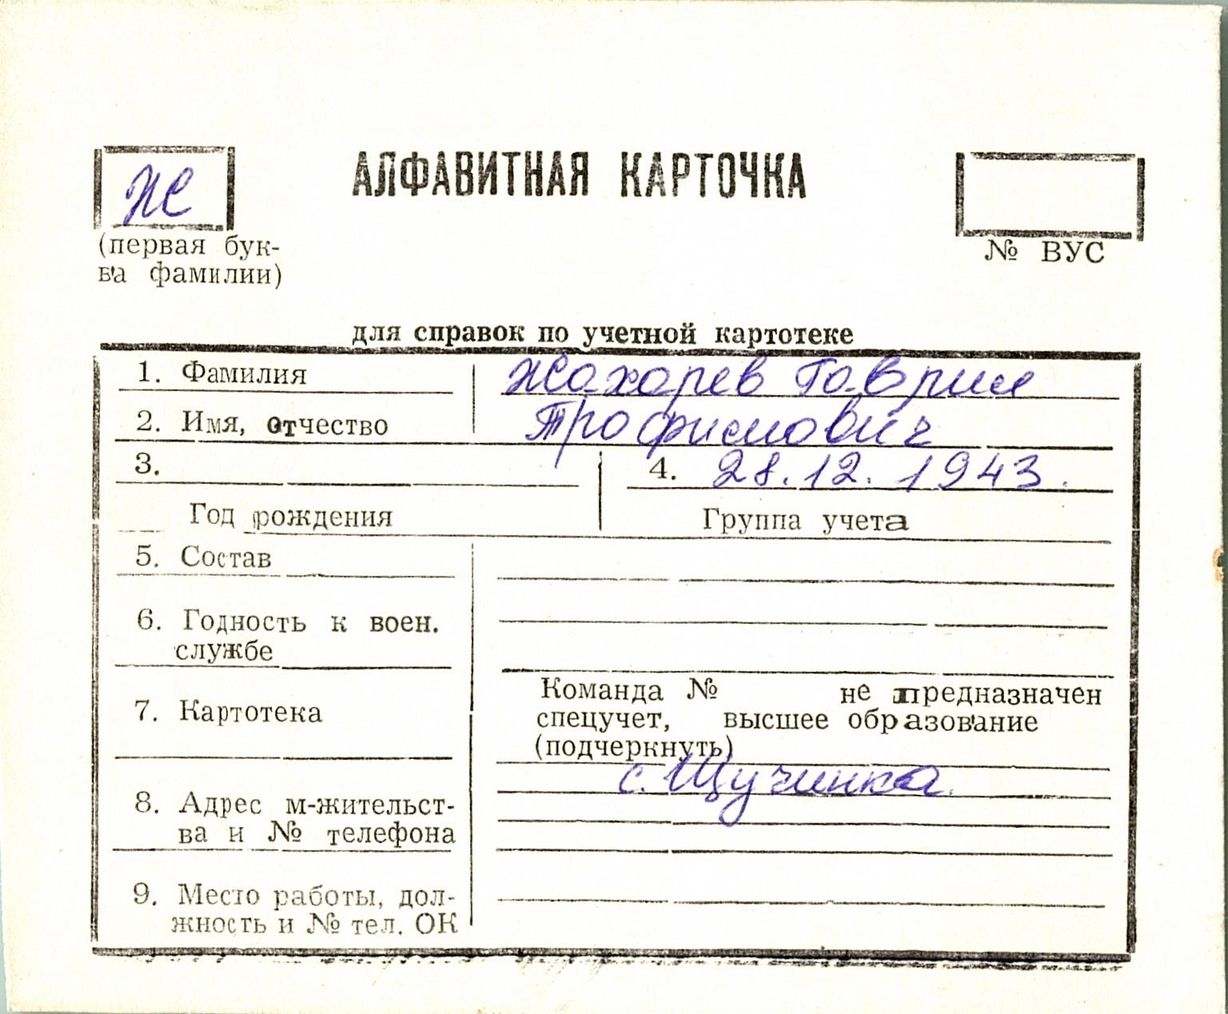 Ж
АЛФАВИТНАЯ КАРТОЧКА
(первая бук-
ва фамилии)
№ ВУС
для справок по учетной картотеке
1. Фамилия Жахарев Гаврил
2. Имя, отчество Трофимович
3. 4. 28.12.1943.
Год рождения Группа учета
5. Состав
6. Годность к воен.
службе
7. Картотека
Команда № не предназначен
спецучет, высшее образование
(подчеркнуть)
с. Щучинка.
8. Адрес м-жительст-
ва и № телефона
9. Место работы, дол-
жность и № тел. ОК